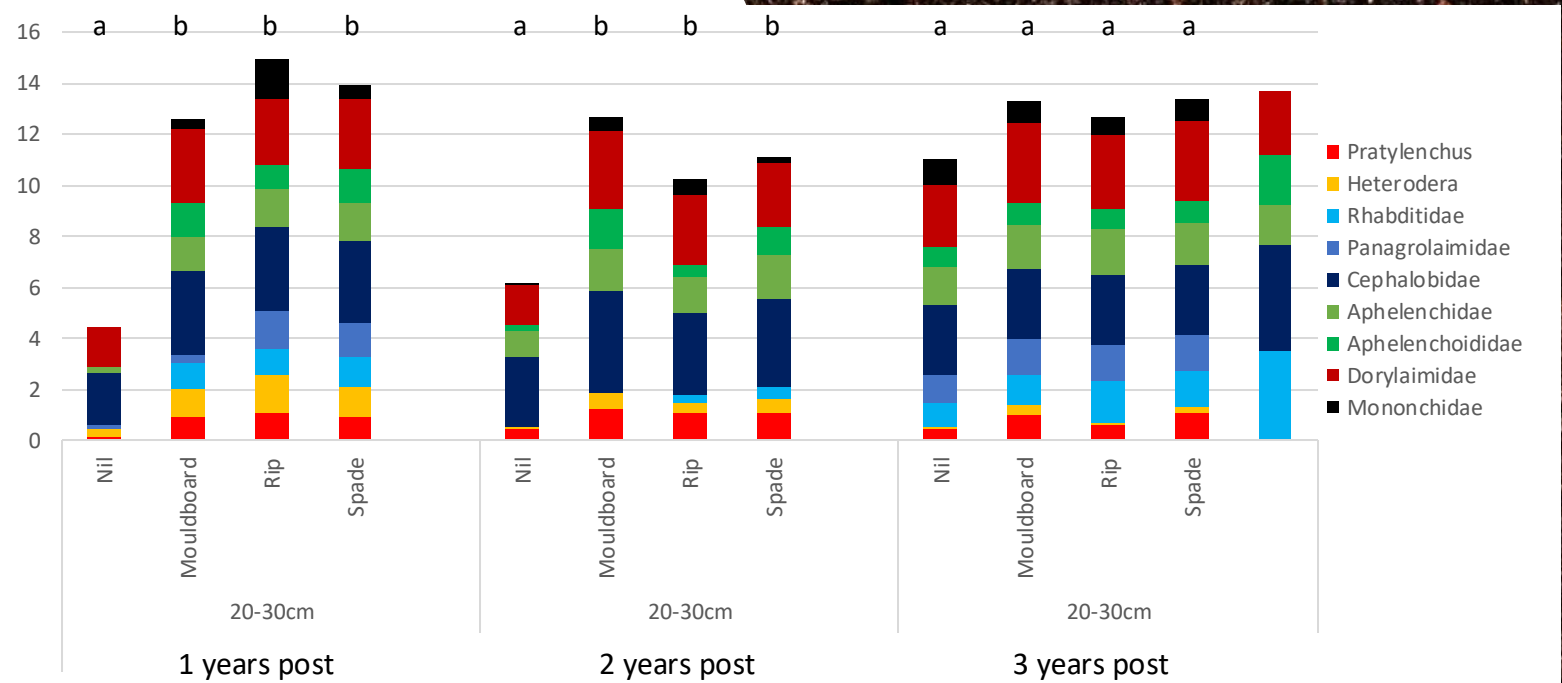 16
14
12
10
8
6
4
2
0
a b b b a b b b a a a a
Nil Mouldboard Rip Spade Nil Mouldboard Rip Spade Nil Mouldboard Rip Spade
20-30cm 20-30cm 20-30cm
1 years post 2 years post 3 years post
Pratylenchus
Heterodera
Rhabditidae
Panagrolaimidae
Cephalobidae
Aphelenchidae
Aphelenchoididae
Dorylaimidae
Mononchidae